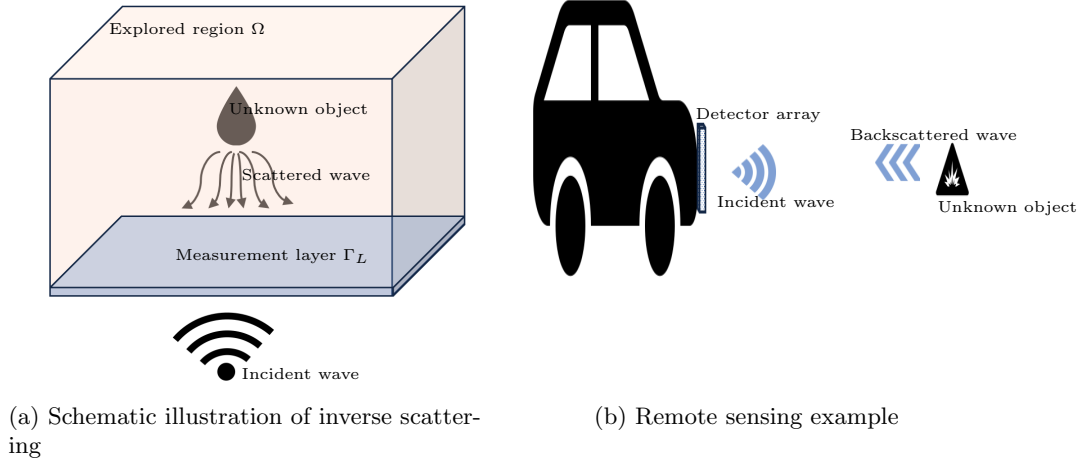 Explored region Ω
Unknown object
Scattered wave
Measurement layer Γ_L
Incident wave
(a) Schematic illustration of inverse scatter-
ing
Detector array
Backscattered wave
Incident wave
Unknown object
(b) Remote sensing example